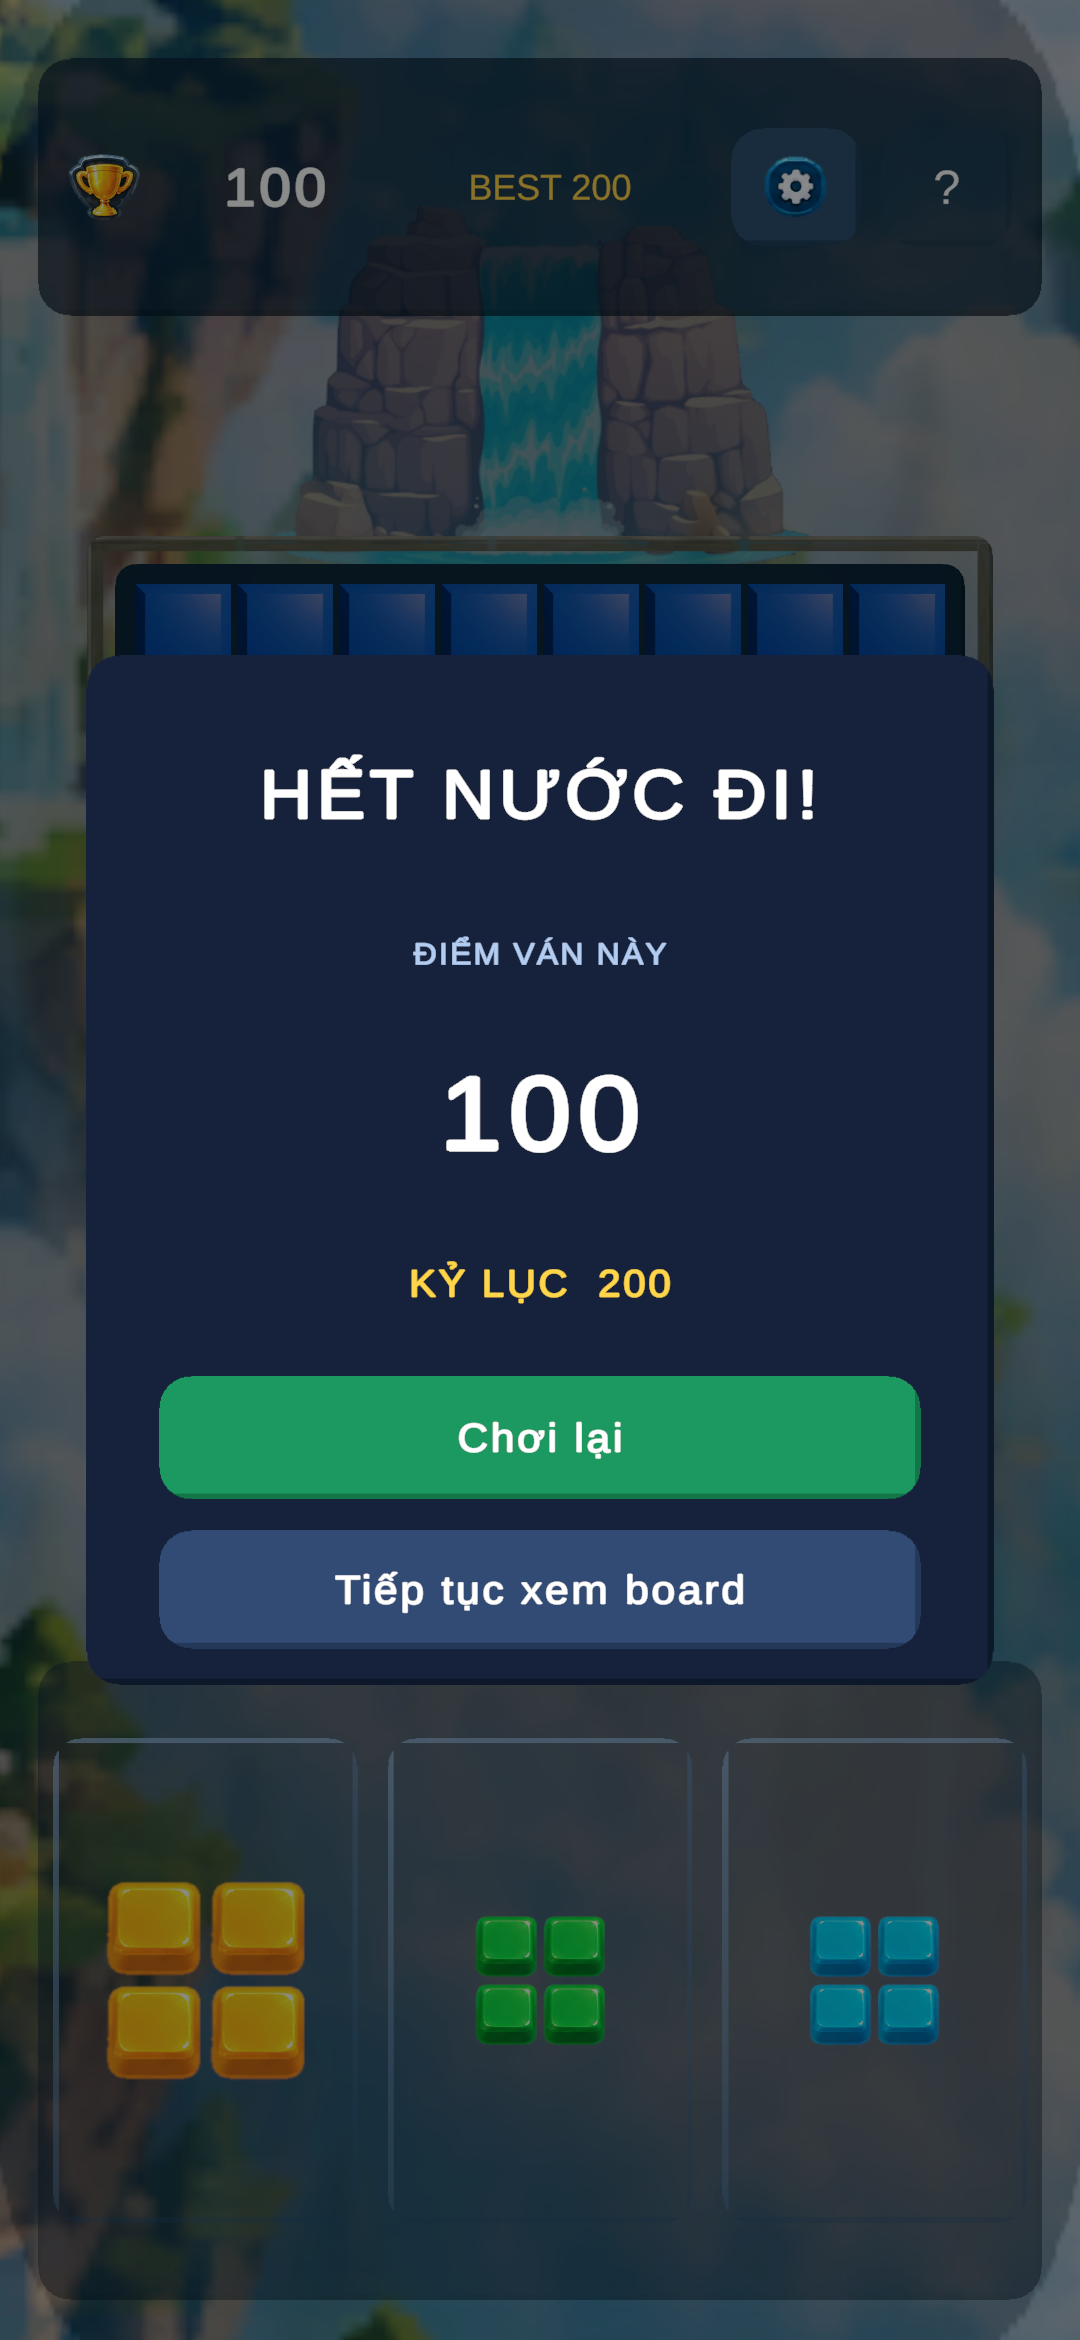 100
BEST 200
?
HẾT NƯỚC ĐI!
ĐIỂM VÁN NÀY
100
KỶ LỤC 200
Chơi lại
Tiếp tục xem board